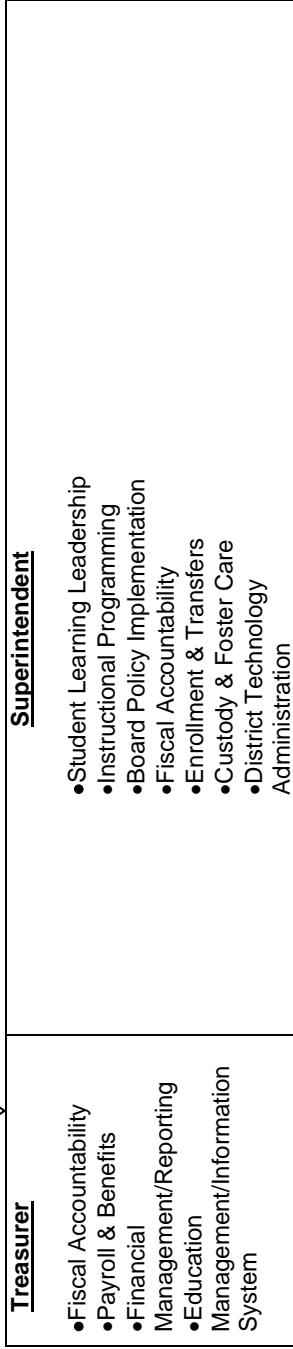 Treasurer
●Fiscal Accountability
●Payroll & Benefits
●Financial
Management/Reporting
●Education
Management/Information
System
Superintendent
●Student Learning Leadership
●Instructional Programming
●Board Policy Implementation
●Fiscal Accountability
●Enrollment & Transfers
●Custody & Foster Care
●District Technology
Administration